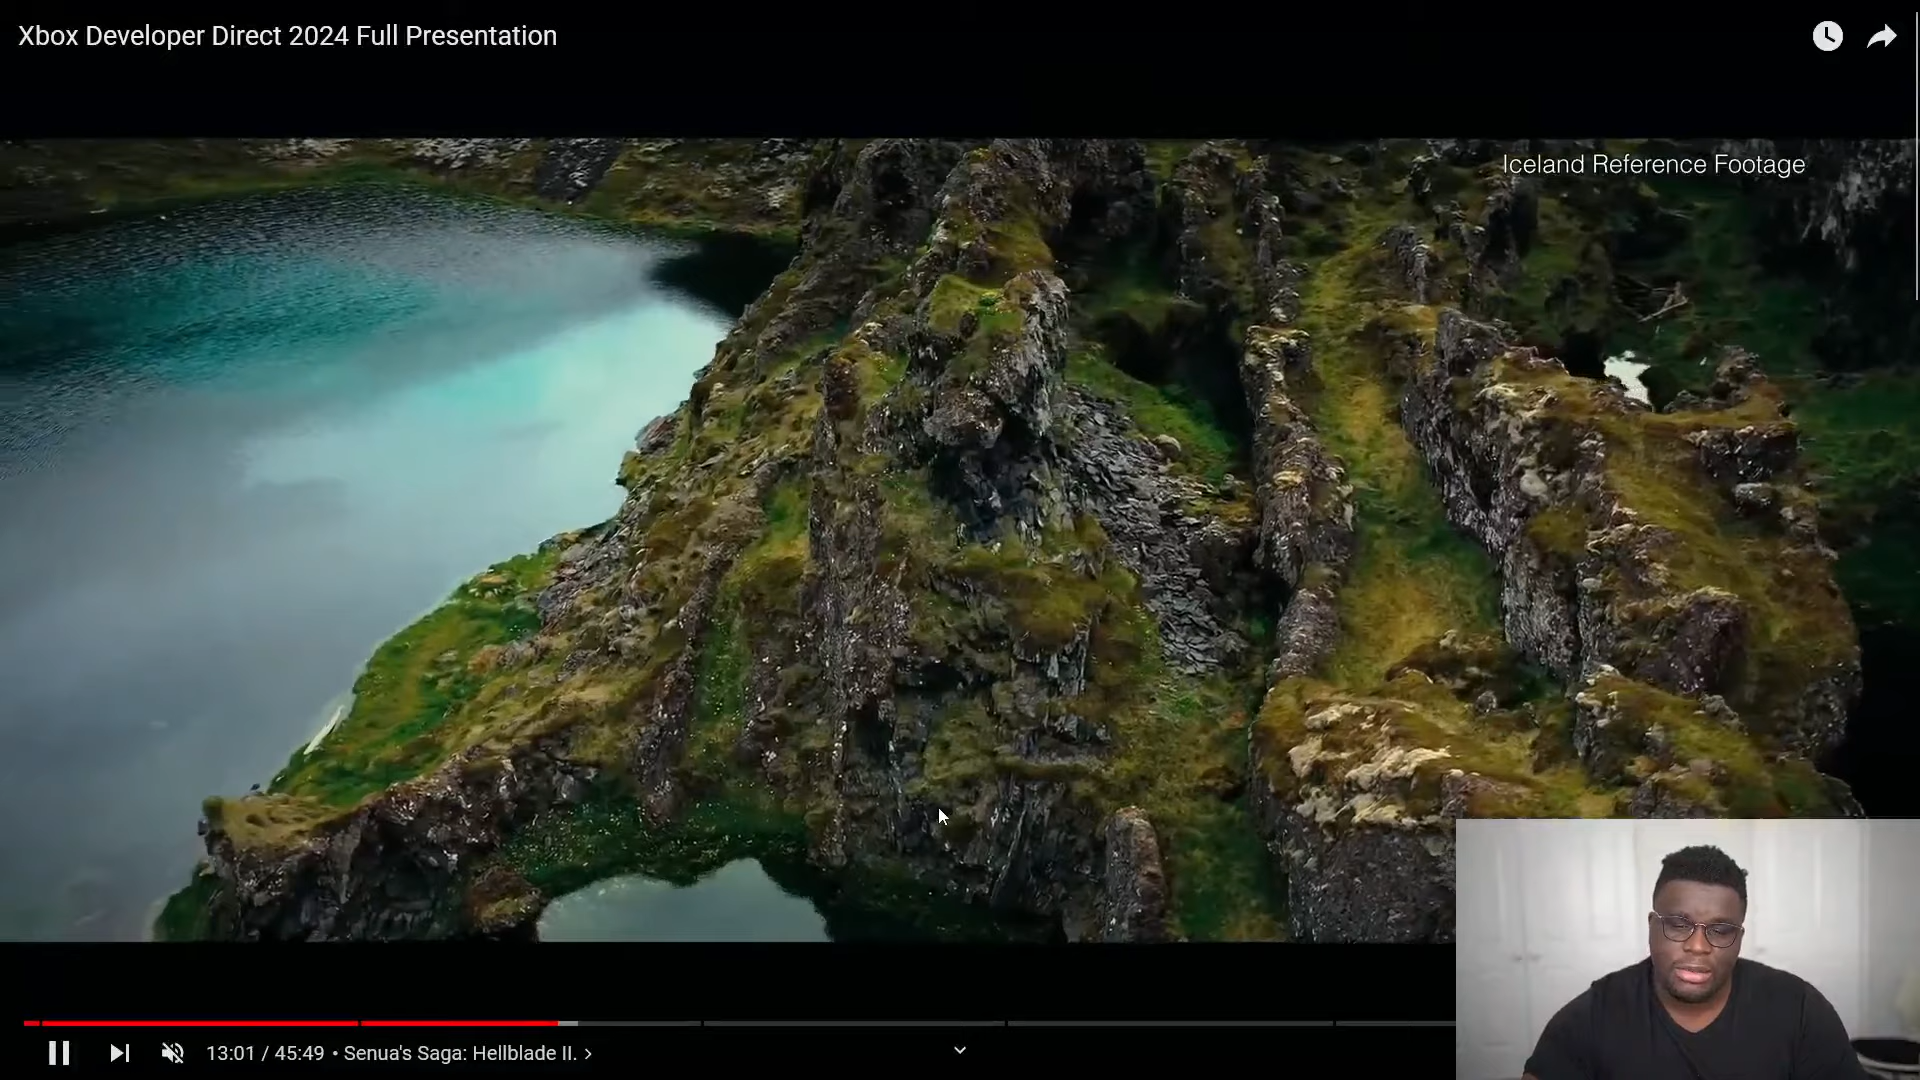 Xbox Developer Direct 2024 Full Presentation
Iceland Reference Footage
13:01 / 45:49 • Senua's Saga: Hellblade II. ›